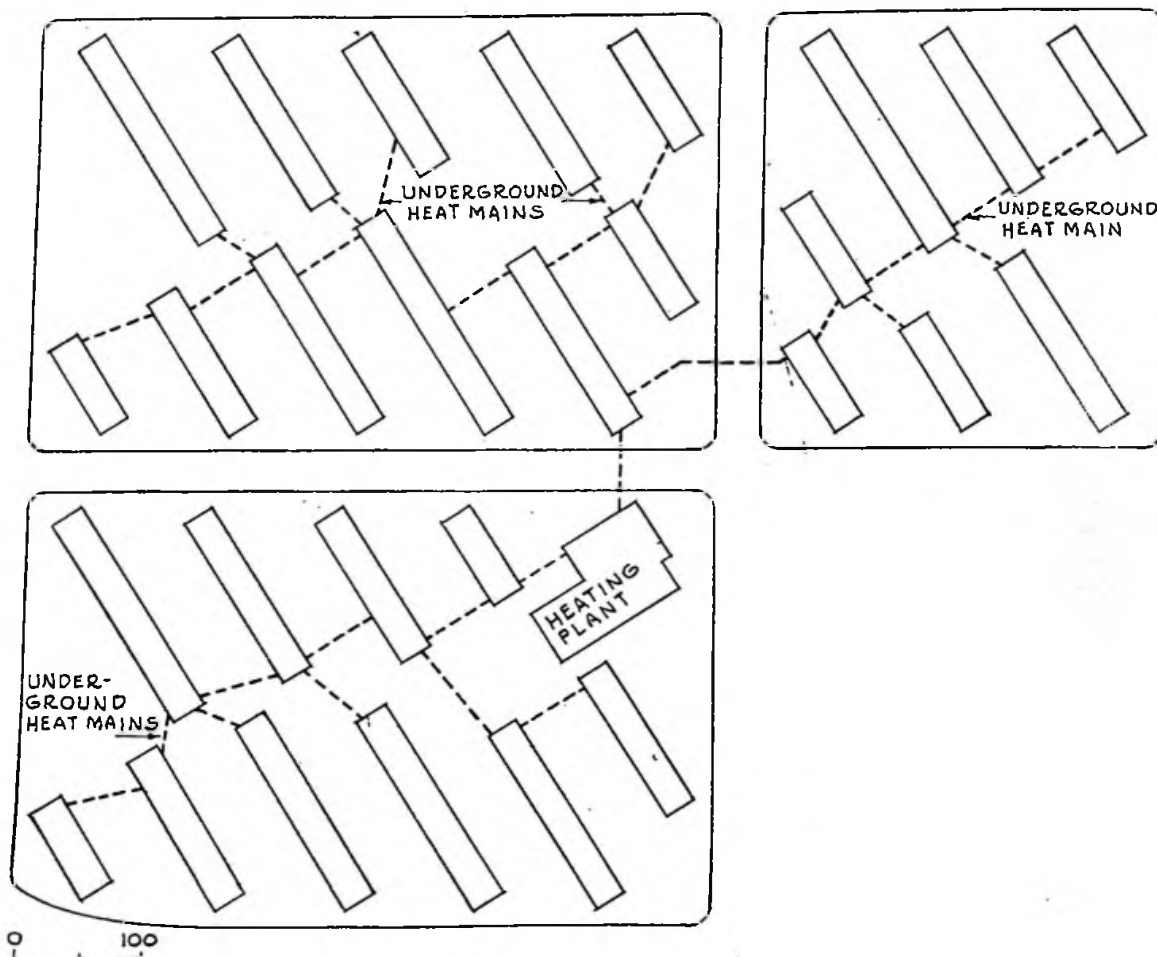 UNDERGROUND
HEAT MAINS
UNDERGROUND
HEAT MAIN
HEATING
PLANT
UNDER-
GROUND
HEAT MAINS
0 100